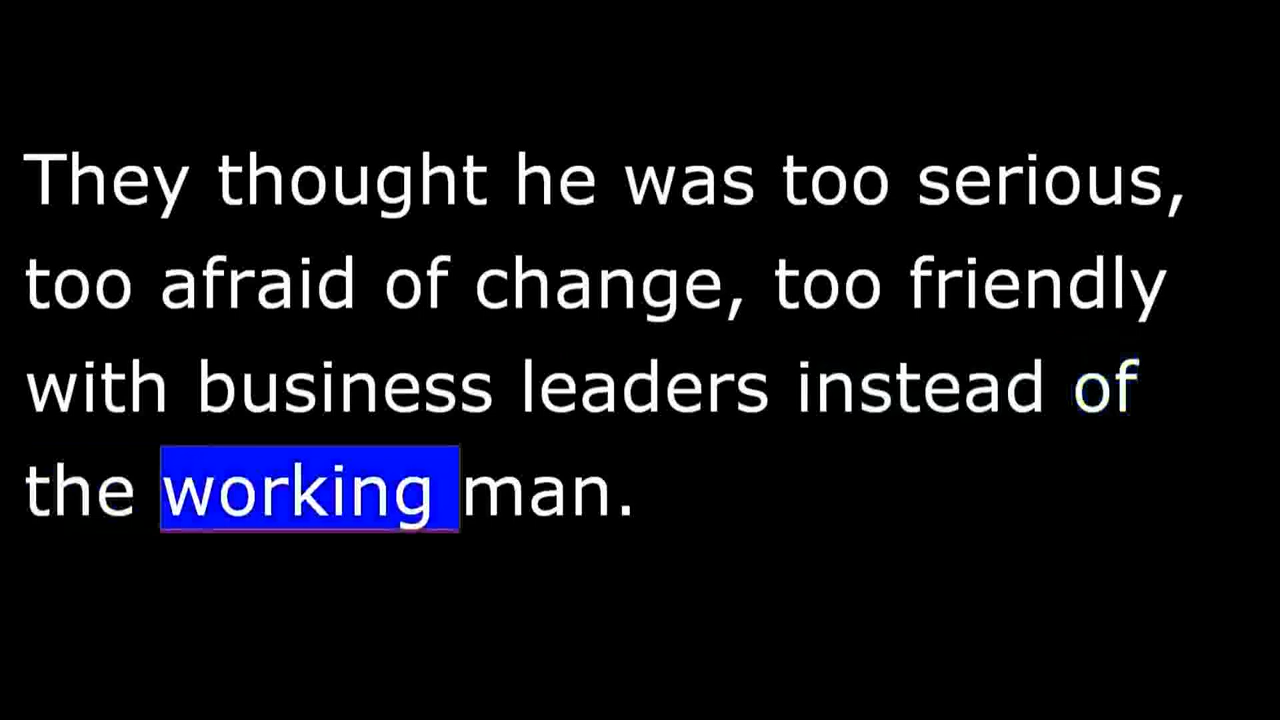 They thought he was too serious,
too afraid of change, too friendly
with business leaders instead of
the working man.